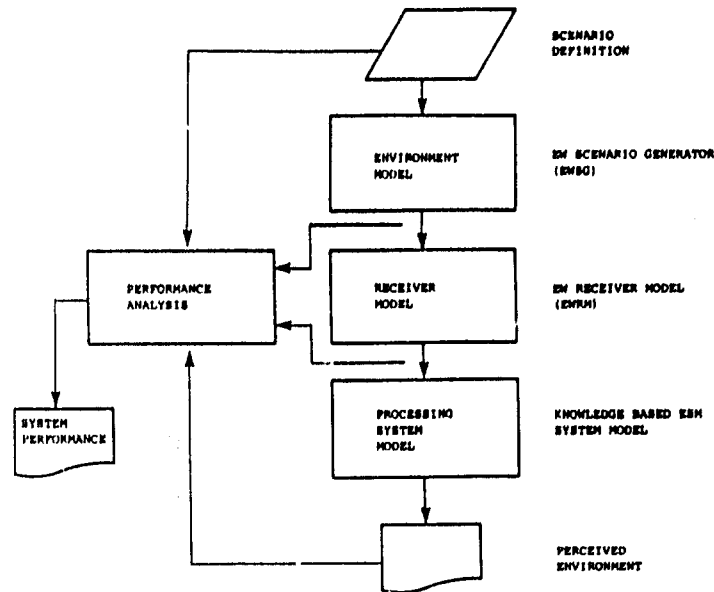 SCENARIO
DEFINITION
ENVIRONMENT
MODEL
EW SCENARIO GENERATOR
(EWSG)
PERFORMANCE
ANALYSIS
RECEIVER
MODEL
EW RECEIVER MODEL
(EWRM)
SYSTEM
PERFORMANCE
PROCESSING
SYSTEM
MODEL
KNOWLEDGE BASED ESM
SYSTEM MODEL
PERCEIVED
ENVIRONMENT